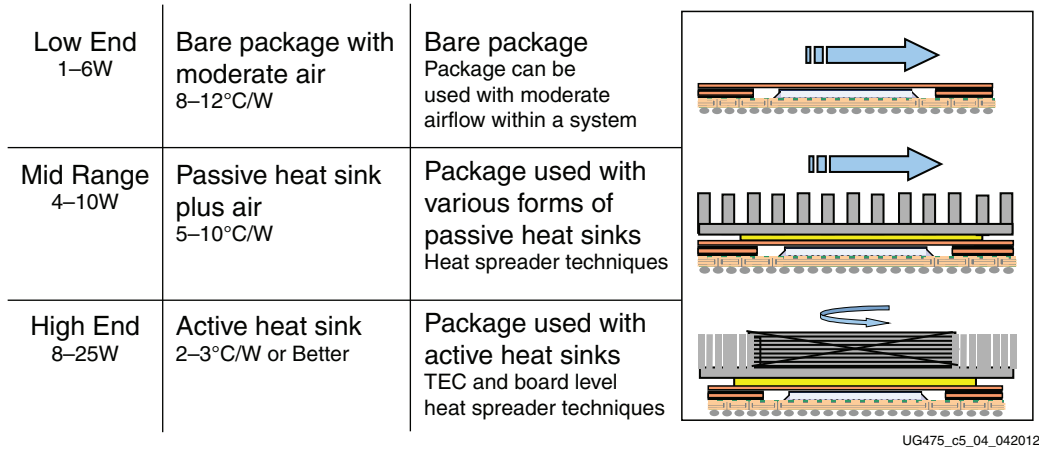 Low End
1–6W
Bare package with
moderate air
8–12°C/W
Bare package
Package can be
used with moderate
airflow within a system
Mid Range
4–10W
Passive heat sink
plus air
5–10°C/W
Package used with
various forms of
passive heat sinks
Heat spreader techniques
High End
8–25W
Active heat sink
2–3°C/W or Better
Package used with
active heat sinks
TEC and board level
heat spreader techniques
UG475_c5_04_042012